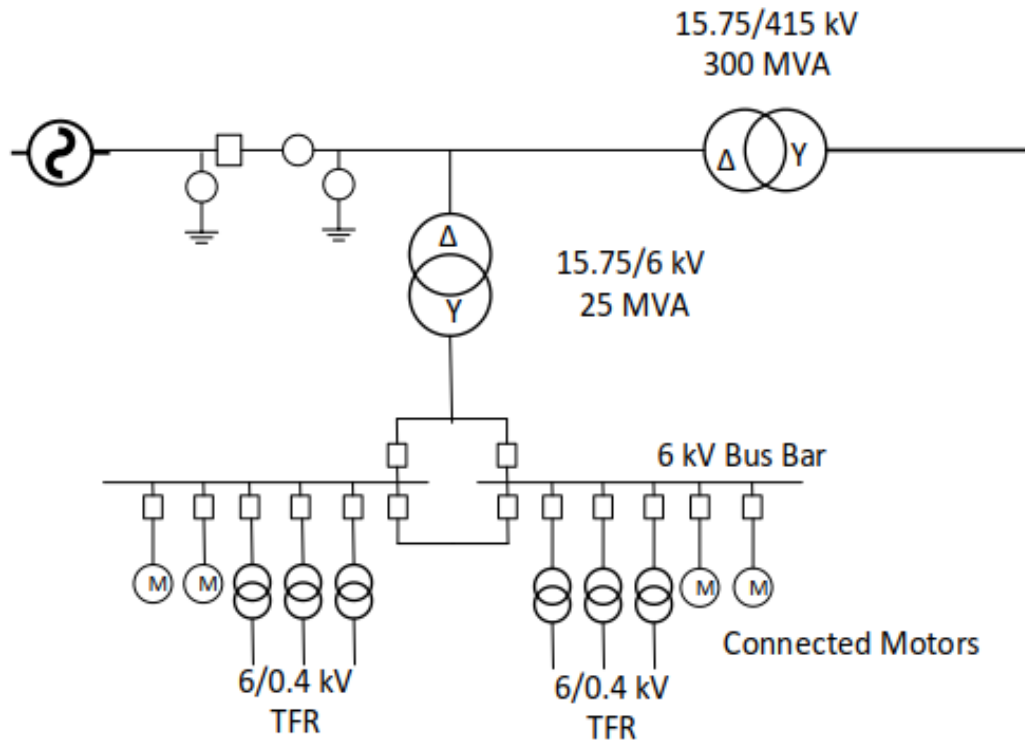 15.75/415 kV
300 MVA
Δ Y
Δ
Y
15.75/6 kV
25 MVA
6 kV Bus Bar
M M M M
Connected Motors
6/0.4 kV
TFR
6/0.4 kV
TFR